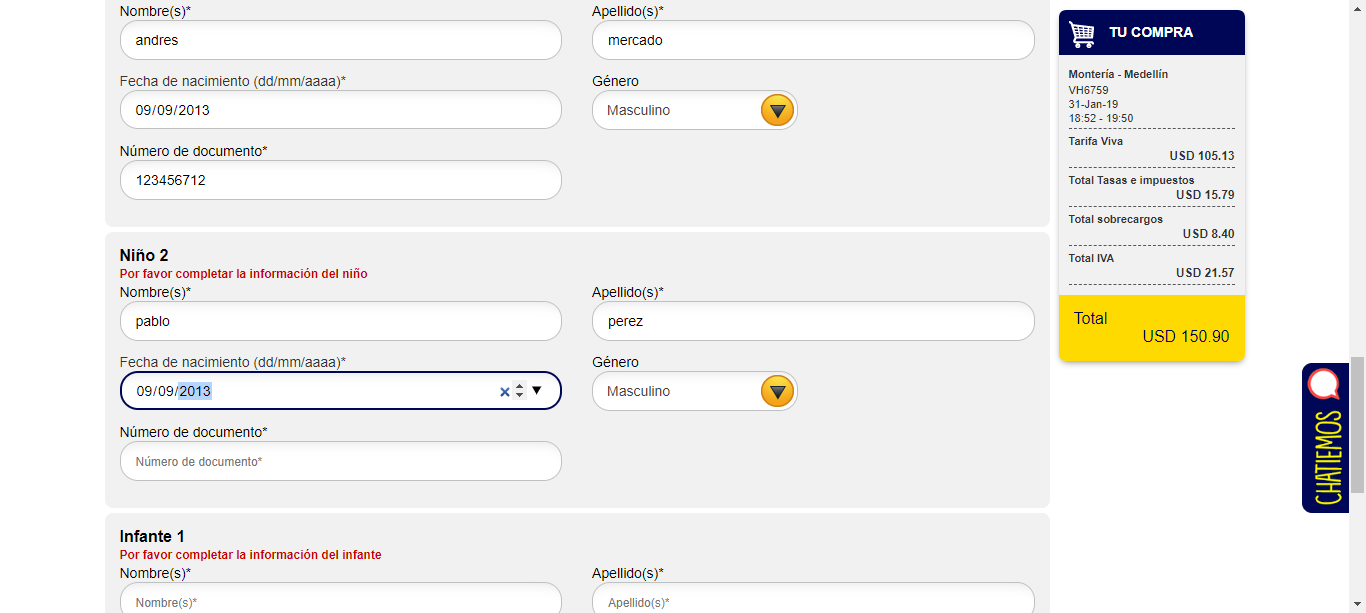 Nombre(s)*
Apellido(s)*
andres
mercado
Fecha de nacimiento (dd/mm/aaaa)*
Género
09/09/2013
Masculino
Número de documento*
123456712
Niño 2
Por favor completar la información del niño
Nombre(s)*
Apellido(s)*
pablo
perez
Fecha de nacimiento (dd/mm/aaaa)*
Género
09/09/2013
Masculino
Número de documento*
Número de documento*
Infante 1
Por favor completar la información del infante
Nombre(s)*
Apellido(s)*
Nombre(s)*
Apellido(s)*
TU COMPRA
Montería - Medellín
VH6759
31-Jan-19
18:52 - 19:50
Tarifa Viva
USD 105.13
Total Tasas e impuestos
USD 15.79
Total sobrecargos
USD 8.40
Total IVA
USD 21.57
Total
USD 150.90
CHATIEMOS